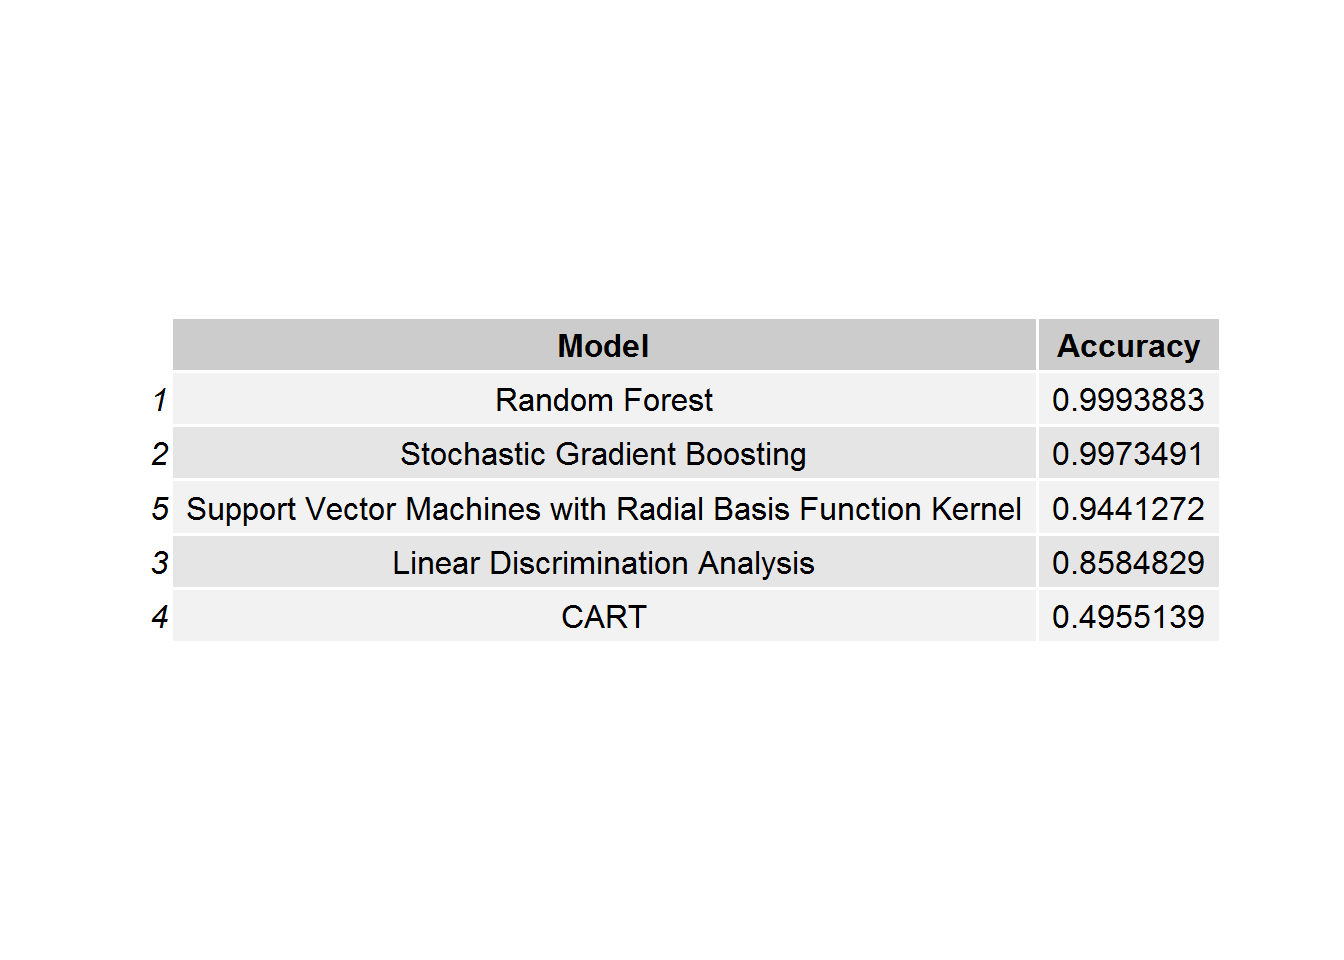 Model Accuracy
1 Random Forest 0.9993883
2 Stochastic Gradient Boosting 0.9973491
5 Support Vector Machines with Radial Basis Function Kernel 0.9441272
3 Linear Discrimination Analysis 0.8584829
4 CART 0.4955139